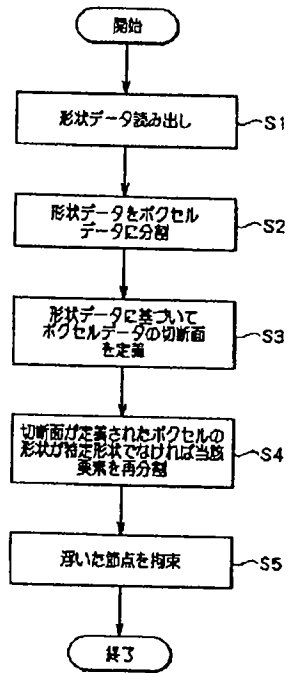 開始
形状データ読み出し
S1
形状データをボクセル
データに分割
S2
形状データに基づいて
ボクセルデータの切断面
を定義
S3
切断面が定義されたボクセルの
形状が特定形状でなければ当該
要素を再分割
S4
浮いた節点を拘束
S5
終了